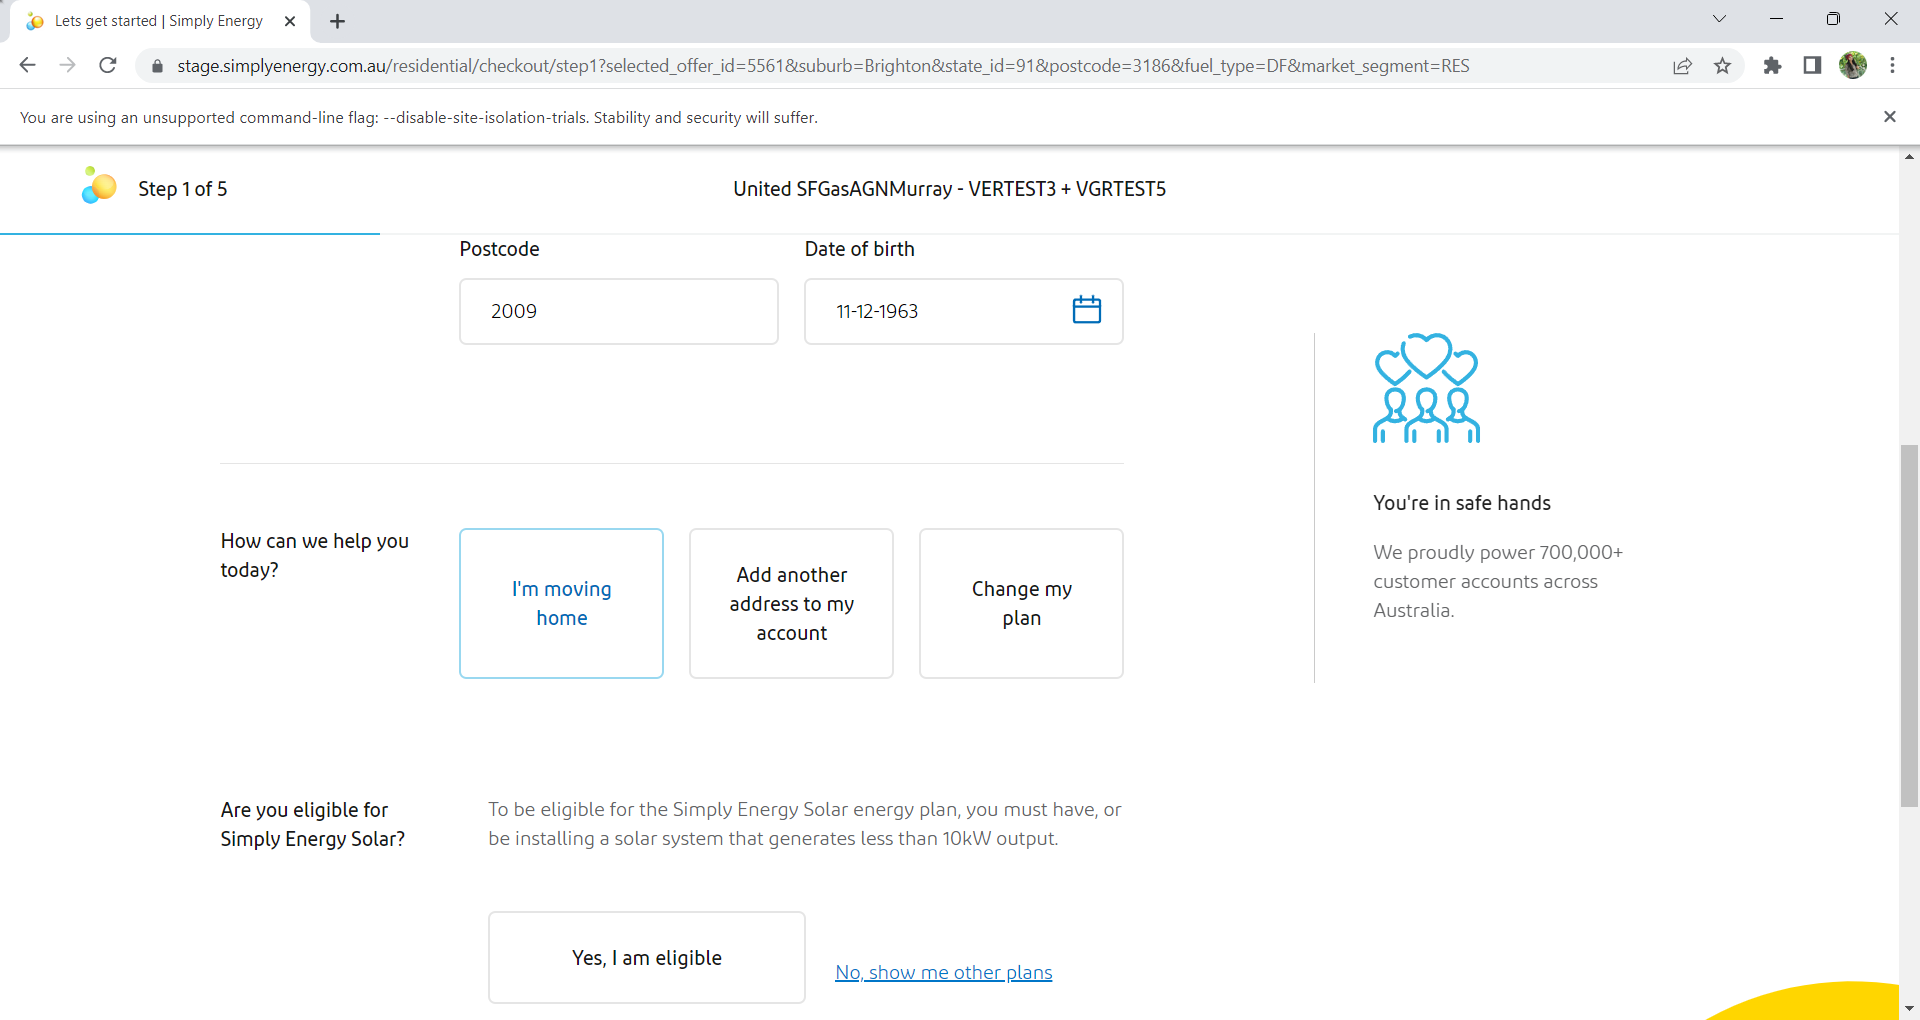 Lets get started | Simply Energy
stage.simplyenergy.com.au/residential/checkout/step1?selected_offer_id=5561&suburb=Brighton&state_id=91&postcode=3186&fuel_type=DF&market_segment=RES
You are using an unsupported command-line flag: --disable-site-isolation-trials. Stability and security will suffer.
Step 1 of 5
United SFGasAGNMurray - VERTEST3 + VGRTEST5
Postcode
Date of birth
2009
11-12-1963
You're in safe hands
We proudly power 700,000+
customer accounts across
Australia.
How can we help you
today?
I'm moving
home
Add another
address to my
account
Change my
plan
Are you eligible for
Simply Energy Solar?
To be eligible for the Simply Energy Solar energy plan, you must have, or
be installing a solar system that generates less than 10kW output.
Yes, I am eligible
No, show me other plans